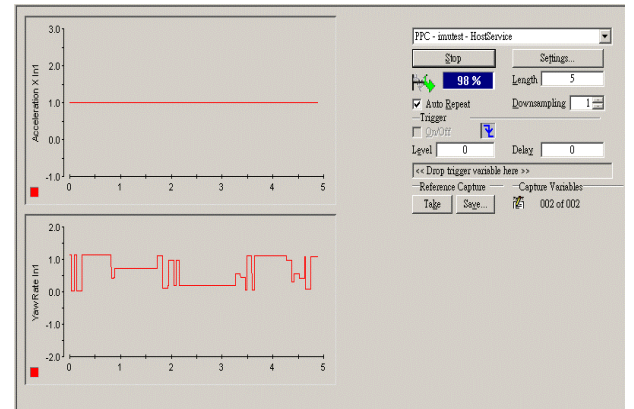 3.0
2.0
1.0
0.0
-1.0
Acceleration X In1
0 1 2 3 4 5
2.0
1.0
0.0
-1.0
-2.0
YawRate In1
0 1 2 3 4 5
PPC - imutest - HostService
Stop Settings...
98 % Length 5
Auto Repeat Downsampling 1
Trigger
On/Off
Level 0 Delay 0
<< Drop trigger variable here >>
Reference Capture Capture Variables
Take Save... 002 of 002